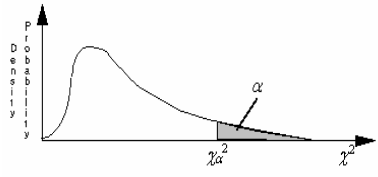 Probability
Density
α
χα²
χ²